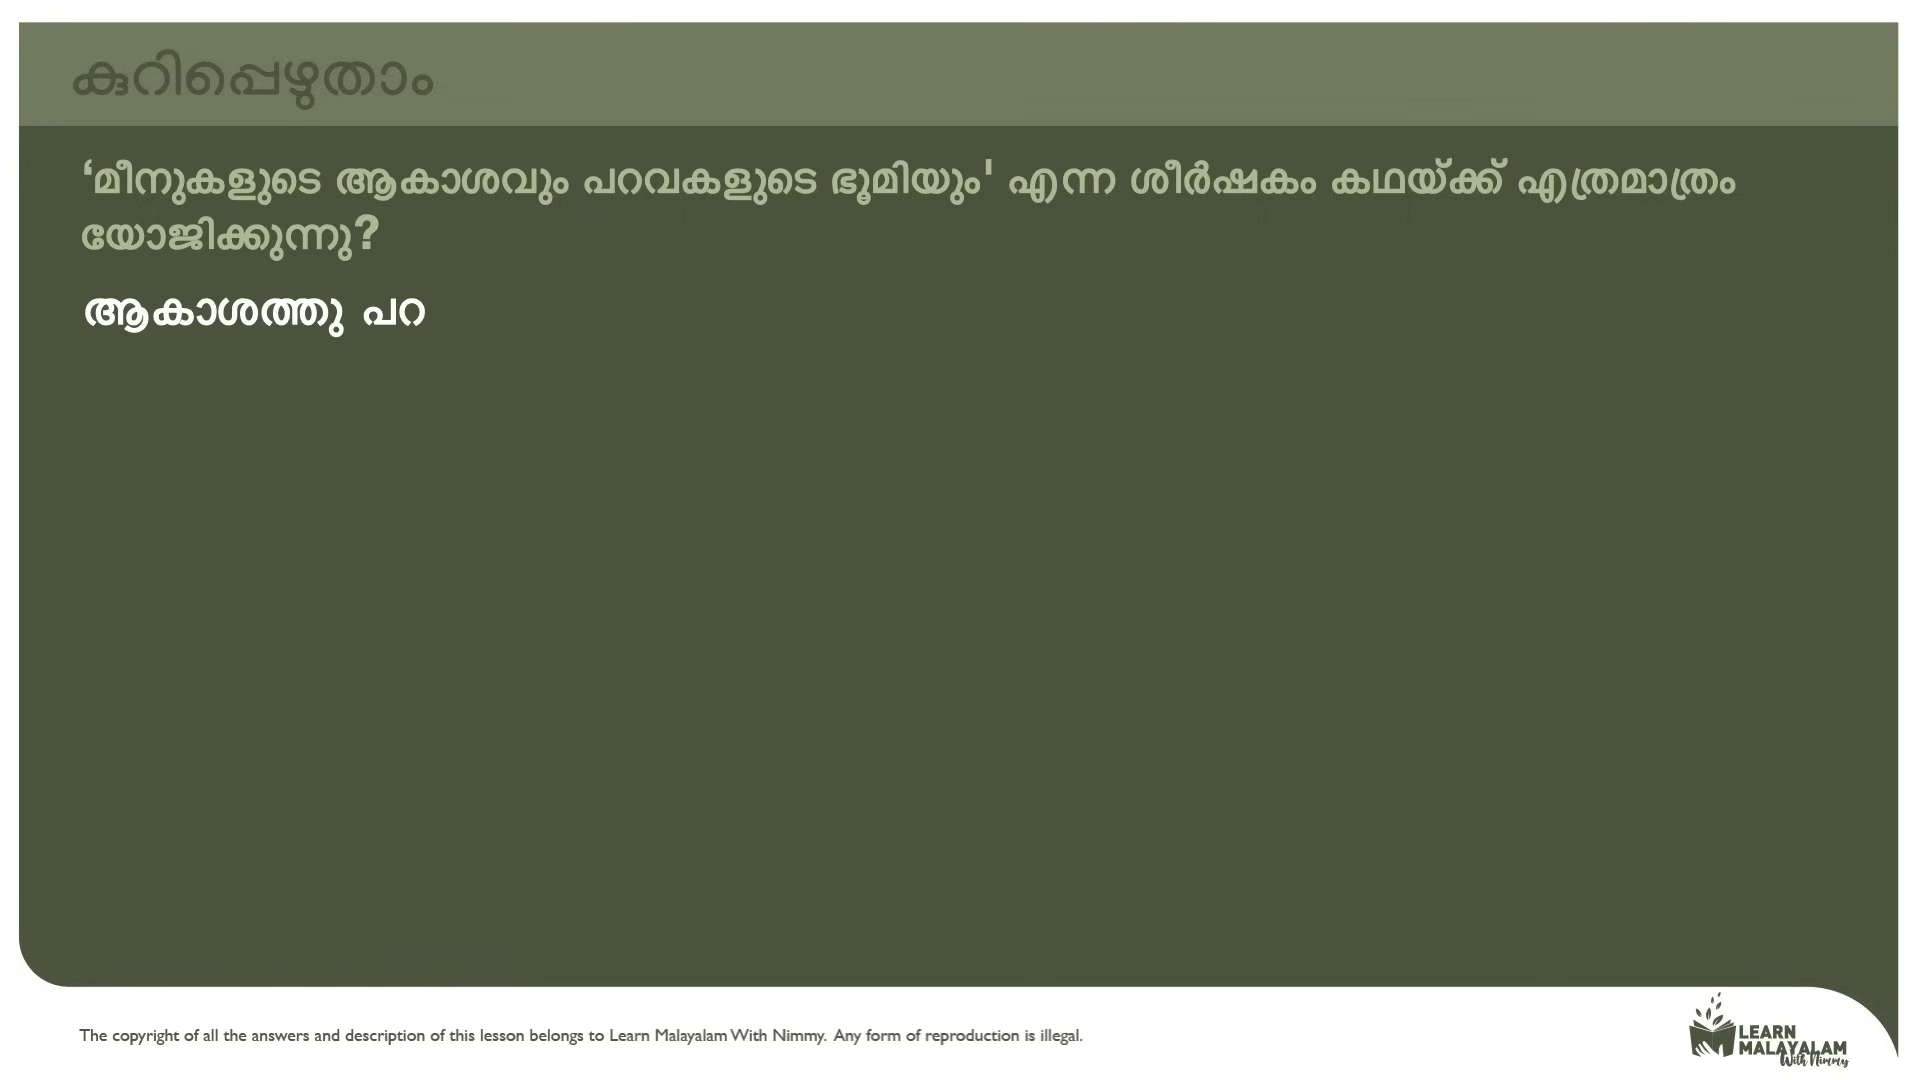 കുറിപ്പെഴുതാം
‘മീനുകളുടെ ആകാശവും പറവകളുടെ ഭൂമിയും' എന്ന ശീർഷകം കഥയ്ക്ക് എത്രമാത്രം
യോജിക്കുന്നു?
ആകാശത്തു പറ
The copyright of all the answers and description of this lesson belongs to Learn Malayalam With Nimmy. Any form of reproduction is illegal.
LEARN
MALAYALAM
With Nimmy